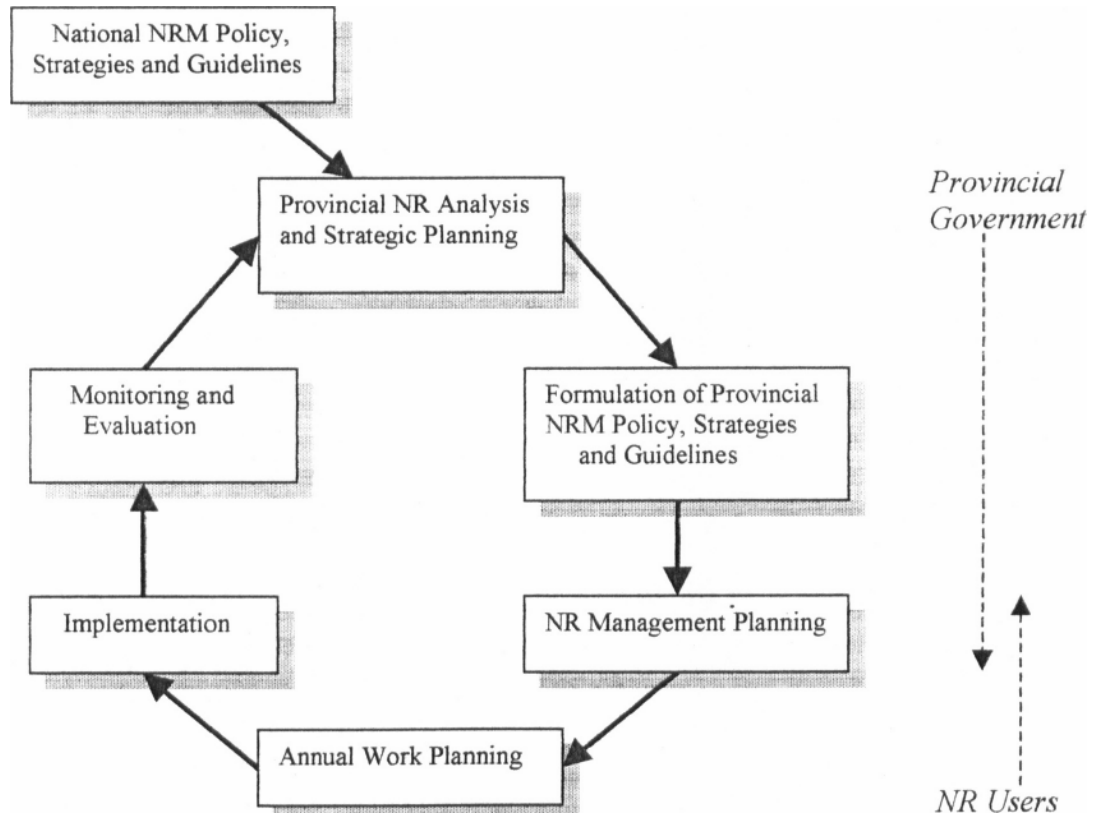 National NRM Policy,
Strategies and Guidelines
Provincial NR Analysis
and Strategic Planning
Provincial
Government
Monitoring and
Evaluation
Formulation of Provincial
NRM Policy, Strategies
and Guidelines
Implementation
NR Management Planning
Annual Work Planning
NR Users